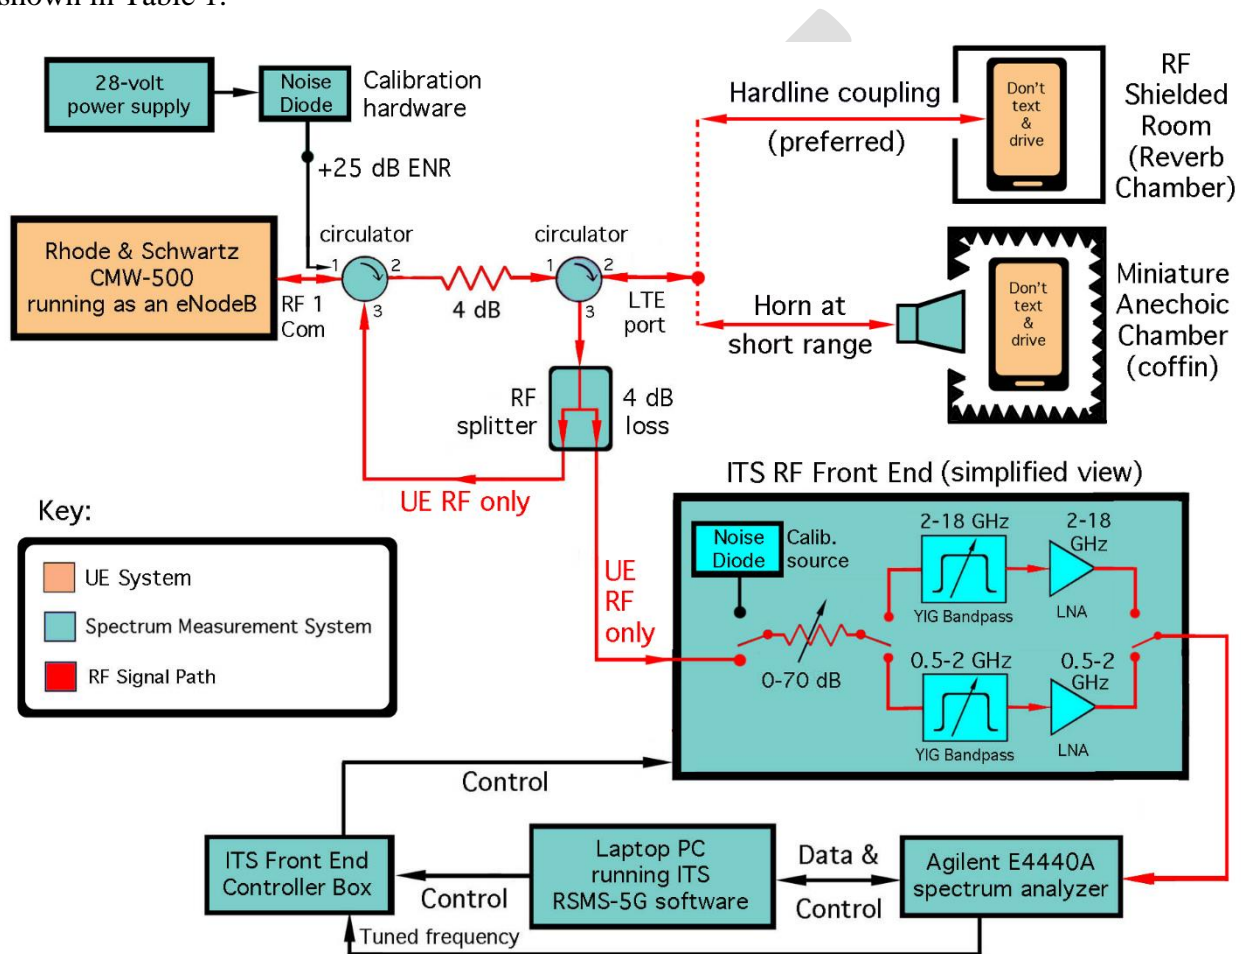 shown in Table 1.
28-volt
power supply
Noise
Diode
Calibration
hardware
+25 dB ENR
Rhode & Schwartz
CMW-500
running as an eNodeB
RF 1
Com
circulator
1
2
3
4 dB
circulator
1
2
3
LTE
port
Hardline coupling
(preferred)
Don't
text
&
drive
RF
Shielded
Room
(Reverb
Chamber)
Horn at
short range
Don't
text
&
drive
Miniature
Anechoic
Chamber
(coffin)
RF
splitter
4 dB
loss
UE RF only
UE
RF
only
Key:
UE System
Spectrum Measurement System
RF Signal Path
ITS RF Front End (simplified view)
Noise
Diode
Calib.
source
0-70 dB
2-18 GHz
YIG Bandpass
2-18
GHz
LNA
0.5-2 GHz
YIG Bandpass
0.5-2
GHz
LNA
Control
ITS Front End
Controller Box
Control
Laptop PC
running ITS
RSMS-5G software
Data &
Control
Agilent E4440A
spectrum analyzer
Tuned frequency